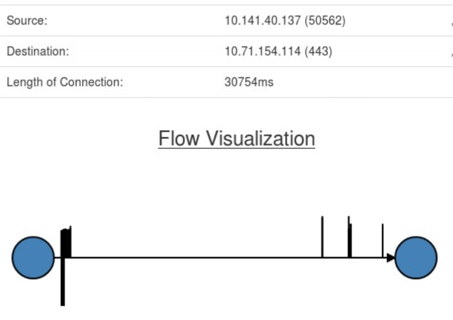 Source: 10.141.40.137 (50562)
Destination: 10.71.154.114 (443)
Length of Connection: 30754ms
Flow Visualization